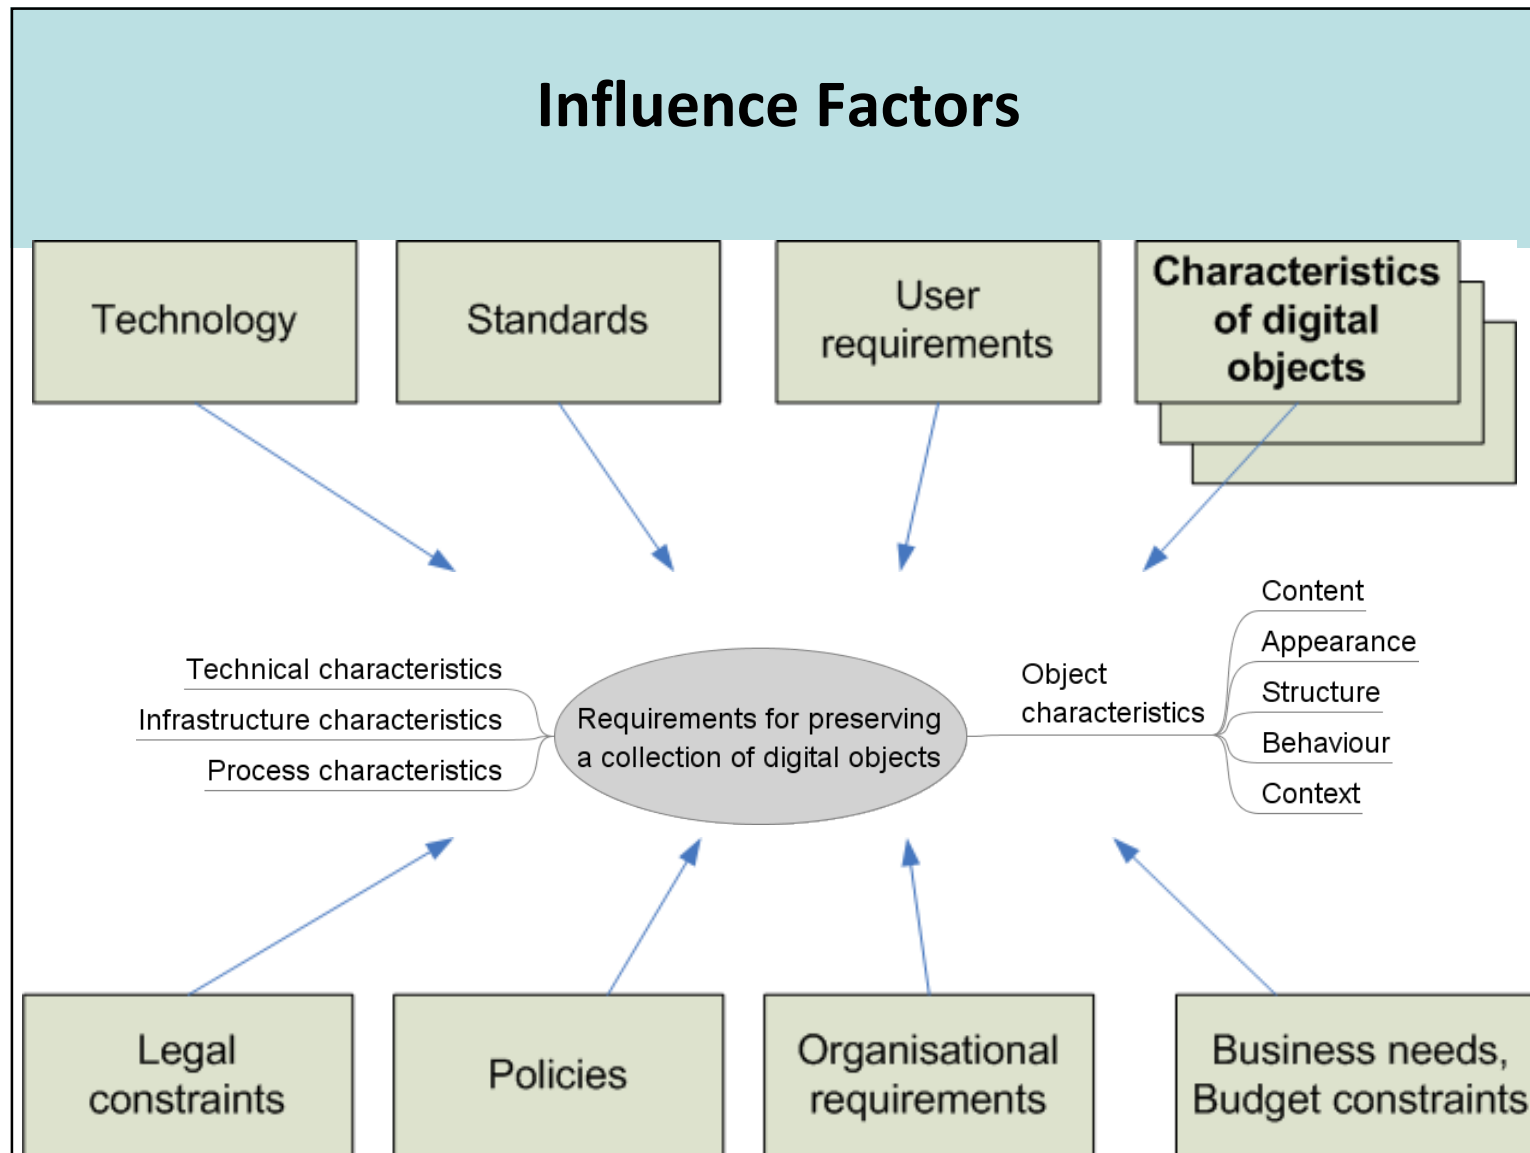 Influence Factors
Technology
Standards
User
requirements
Characteristics
of digital
objects
Technical characteristics
Infrastructure characteristics
Process characteristics
Requirements for preserving
a collection of digital objects
Object
characteristics
Content
Appearance
Structure
Behaviour
Context
Legal
constraints
Policies
Organisational
requirements
Business needs,
Budget constraints